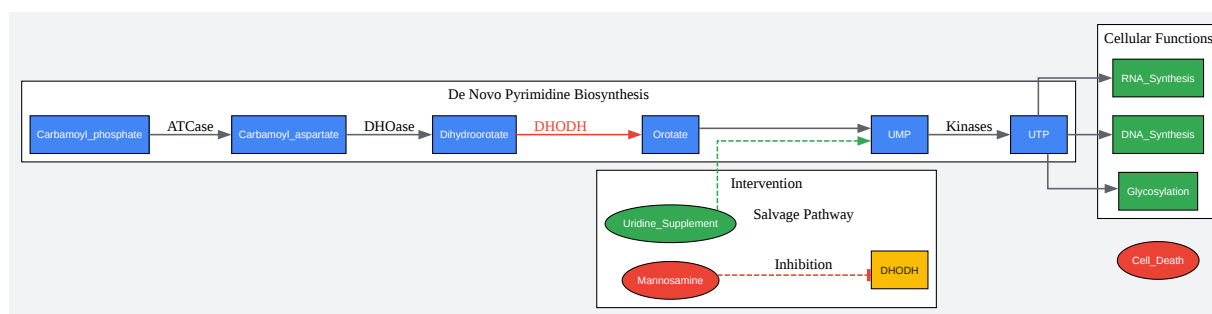 Cellular Functions
RNA_Synthesis
De Novo Pyrimidine Biosynthesis
Carbamoyl_phosphate
ATCase
Carbamoyl_aspartate
DHOase
Dihydroorotate
DHODH
Orotate
UMP
Kinases
UTP
DNA_Synthesis
Intervention
Glycosylation
Uridine_Supplement
Salvage Pathway
Cell_Death
Mannosamine
Inhibition
DHODH